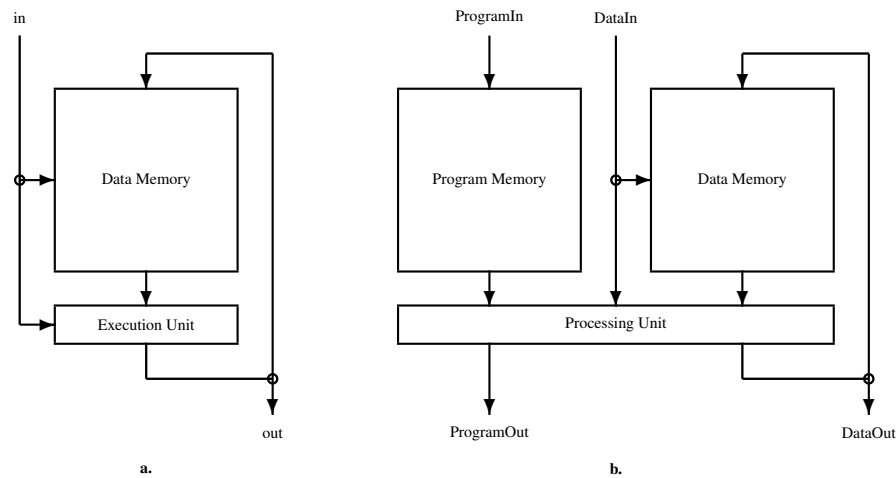 in
ProgramIn
DataIn
Data Memory
Program Memory
Data Memory
Execution Unit
Processing Unit
out
ProgramOut
DataOut
a.
b.